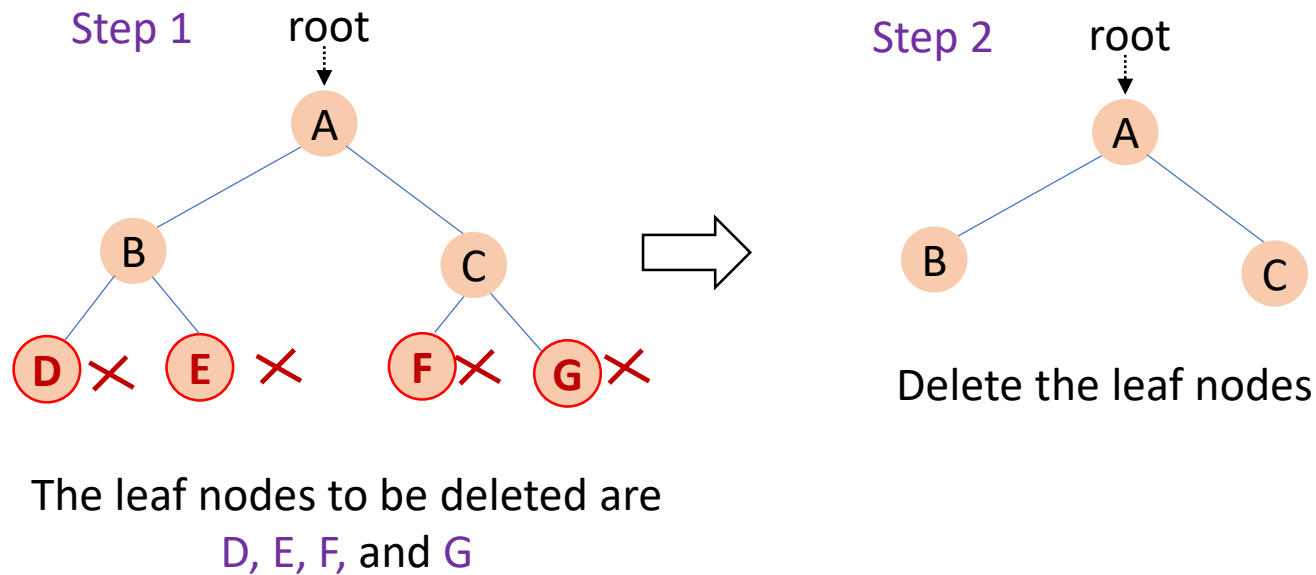 Step 1
root
A
B
C
D
E
F
G
The leaf nodes to be deleted are
D, E, F, and G
Step 2
root
A
B
C
Delete the leaf nodes